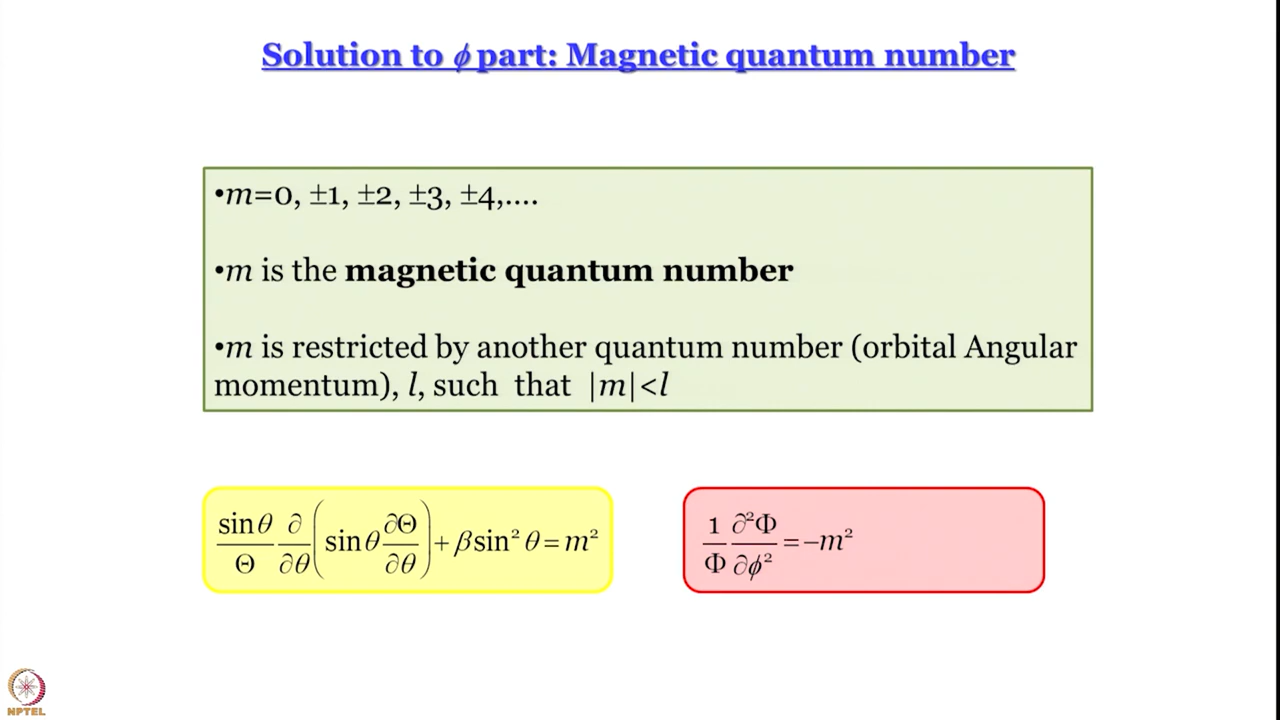 Solution to ϕ part: Magnetic quantum number
•m=0, ±1, ±2, ±3, ±4,....
•m is the magnetic quantum number
•m is restricted by another quantum number (orbital Angular
momentum), l, such that |m|<l
sinθ/Θ ∂/∂θ (sinθ ∂Θ/∂θ) + βsin²θ = m²
1/Φ ∂²Φ/∂ϕ² = −m²
NPTEL